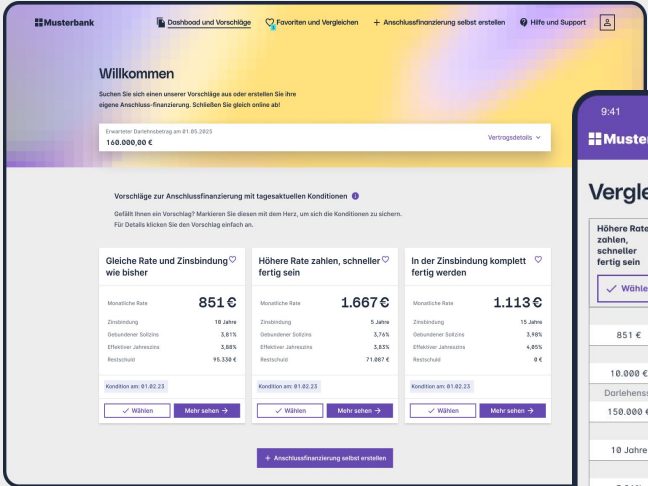 Musterbank
Dashbood und Vorschläge
Favoriten und Vergleichen
+ Anschlussfinanzierung selbst erstellen
Hilfe und Support
Willkommen
Suchen Sie sich einen unserer Vorschläge aus oder erstellen Sie ihre
eigene Anschluss-finanzierung. Schließen Sie gleich online ab!
Erwarteter Darlehnsbetrag am 01.05.2025
160.000,00 €
Vertragsdetails
Vorschläge zur Anschlussfinanzierung mit tagesaktuellen Konditionen
Gefällt Ihnen ein Vorschlag? Markieren Sie diesen mit dem Herz, um sich die Konditionen zu sichern.
Für Details klicken Sie den Vorschlag einfach an.
Gleiche Rate und Zinsbindung
wie bisher
Monatliche Rate 851 €
Zinsbindung 10 Jahre
Gebundener Sollzins 3,81%
Effektiver Jahreszins 3,88%
Restschuld 95.330 €
Kondition am: 01.02.23
Wählen
Mehr sehen →
Höhere Rate zahlen, schneller
fertig sein
Monatliche Rate 1.667 €
Zinsbindung 5 Jahre
Gebundener Sollzins 3,76%
Effektiver Jahreszins 3,83%
Restschuld 71.087 €
Kondition am: 01.02.23
Wählen
Mehr sehen →
In der Zinsbindung komplett
fertig werden
Monatliche Rate 1.113 €
Zinsbindung 15 Jahre
Gebundener Sollzins 3,98%
Effektiver Jahreszins 4,05%
Restschuld 0 €
Kondition am: 01.02.23
Wählen
Mehr sehen →
+ Anschlussfinanzierung selbst erstellen
9:41
Muster
Vergle
Höhere Rate
zahlen,
schneller
fertig sein
Wähle
851 €
10.000 €
Darlehenss
150.000 €
10 Jahre